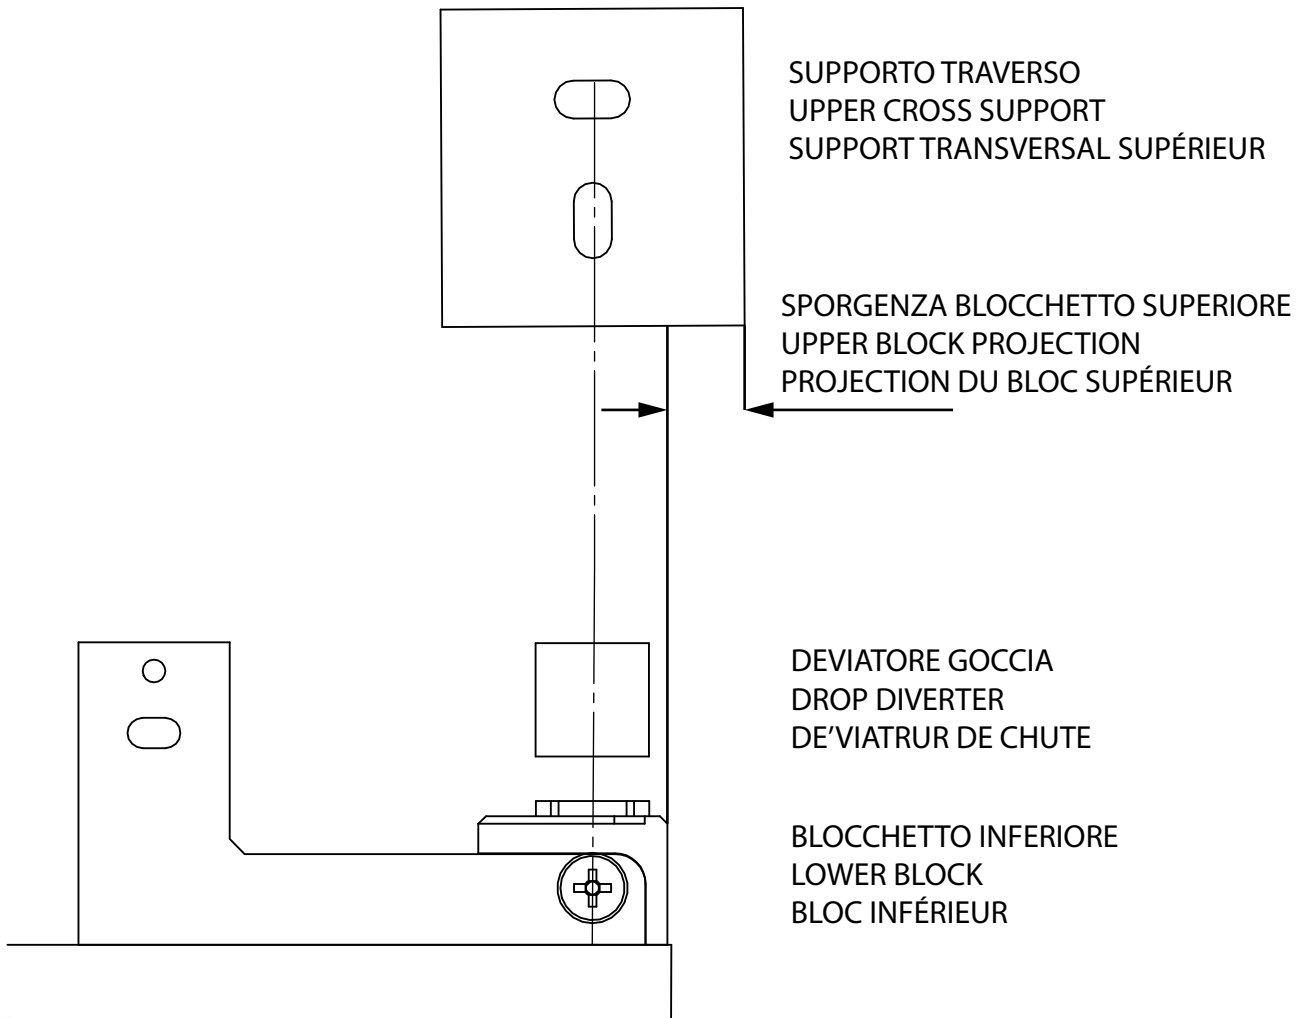 SUPPORTO TRAVERSO
UPPER CROSS SUPPORT
SUPPORT TRANSVERSAL SUPÉRIEUR
SPORGENZA BLOCCHETTO SUPERIORE
UPPER BLOCK PROJECTION
PROJECTION DU BLOC SUPÉRIEUR
DEVIATORE GOCCIA
DROP DIVERTER
DE’VIATRUR DE CHUTE
BLOCCHETTO INFERIORE
LOWER BLOCK
BLOC INFÉRIEUR